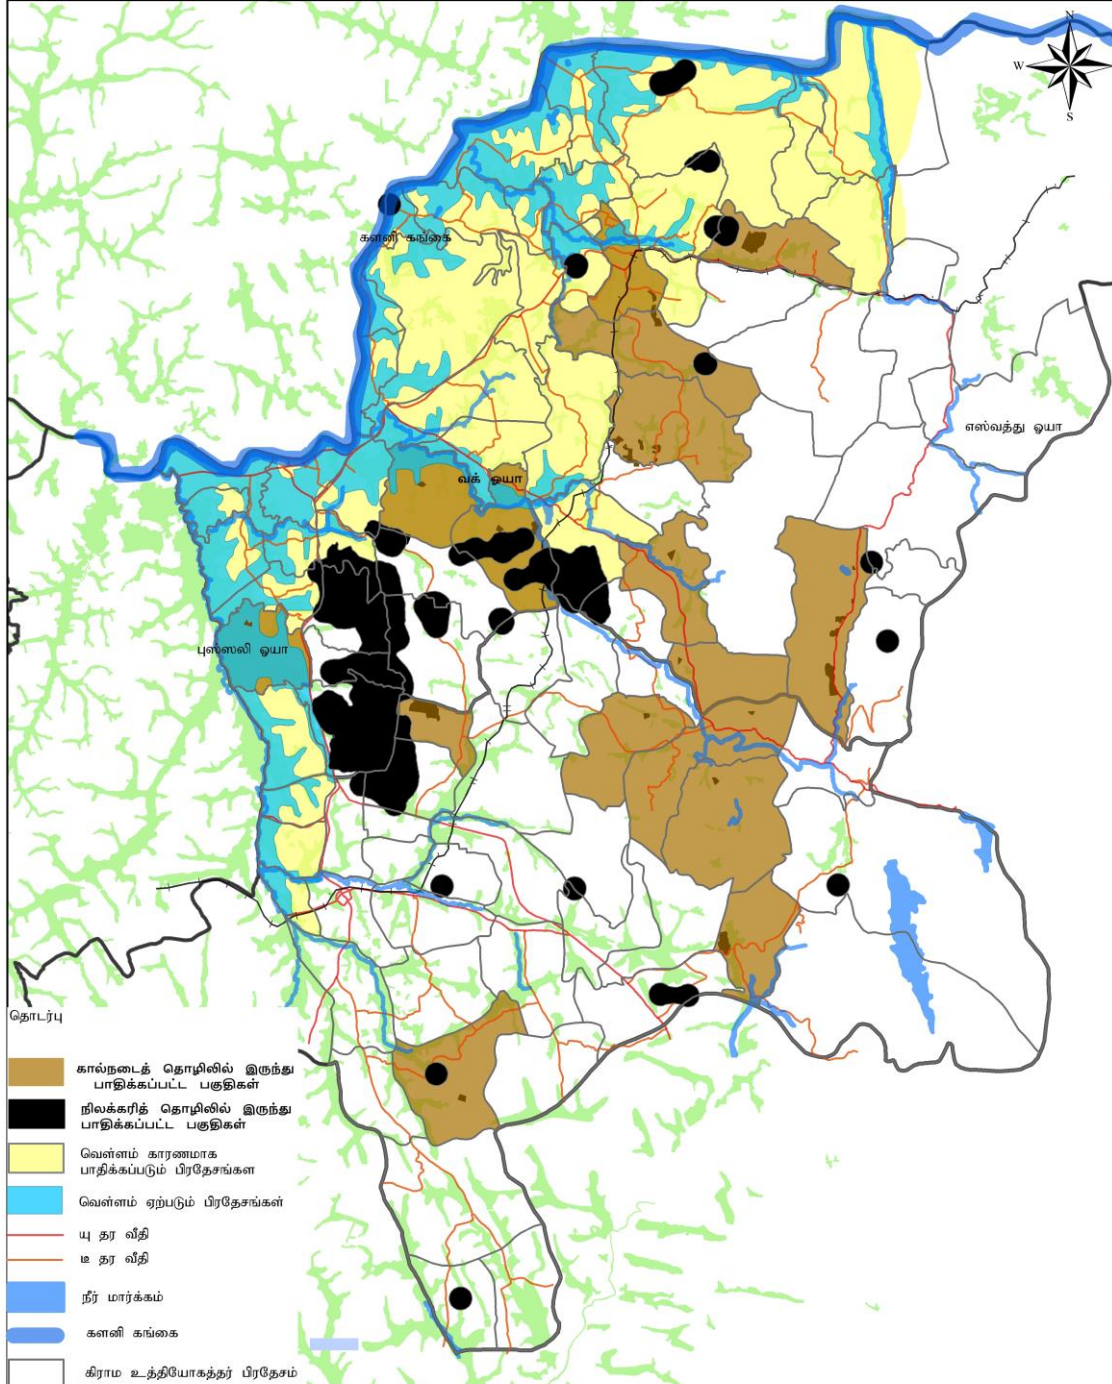 N
W
S
களனி கங்கை
எஸ்வத்து ஓயா
வக் ஓயா
புஸ்ஸலி ஓயா
தொடர்பு
கால்நடைத் தொழிலில் இருந்து
பாதிக்கப்பட்ட பகுதிகள்
நிலக்கரித் தொழிலில் இருந்து
பாதிக்கப்பட்ட பகுதிகள்
வெள்ளம் காரணமாக
பாதிக்கப்படும் பிரதேசங்கள
வெள்ளம் ஏற்படும் பிரதேசங்கள்
யு தர வீதி
டீ தர வீதி
நீர் மார்க்கம்
களனி கங்கை
கிராம உத்தியோகத்தர் பிரதேசம்